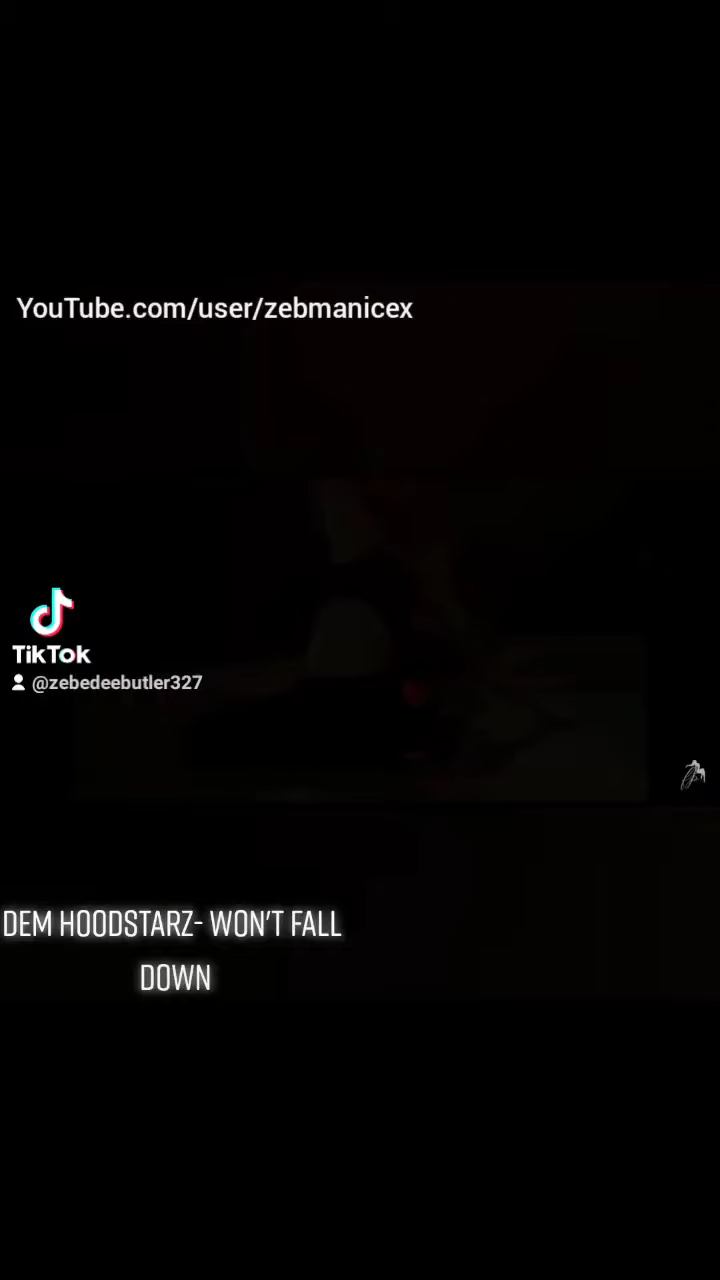 YouTube.com/user/zebmanicex
TikTok
@zebedeebutler327
DEM HOODSTARZ- WON'T FALL
DOWN